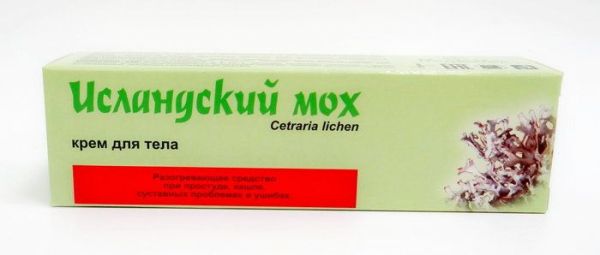 Исландский мох
Cetraria lichen
крем для тела
Разогревающее средство
при простуде, кашле,
суставных проблемах и ушибах.